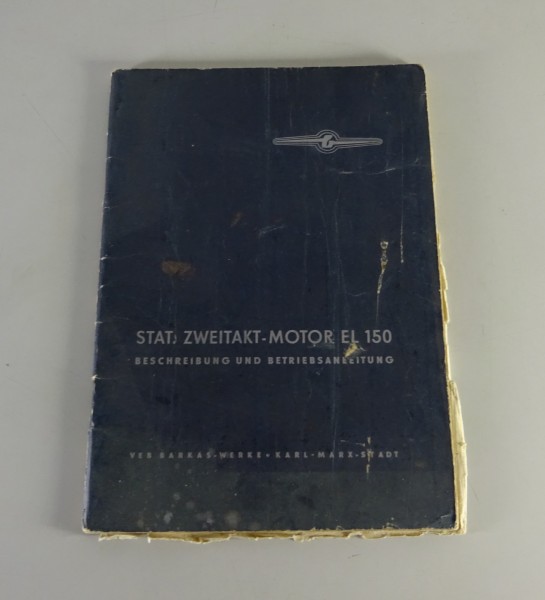 STAT. ZWEITAKT-MOTOR EL 150
BESCHREIBUNG UND BETRIEBSANLEITUNG
VEB BARKAS-WERKE • KARL-MARX-STADT